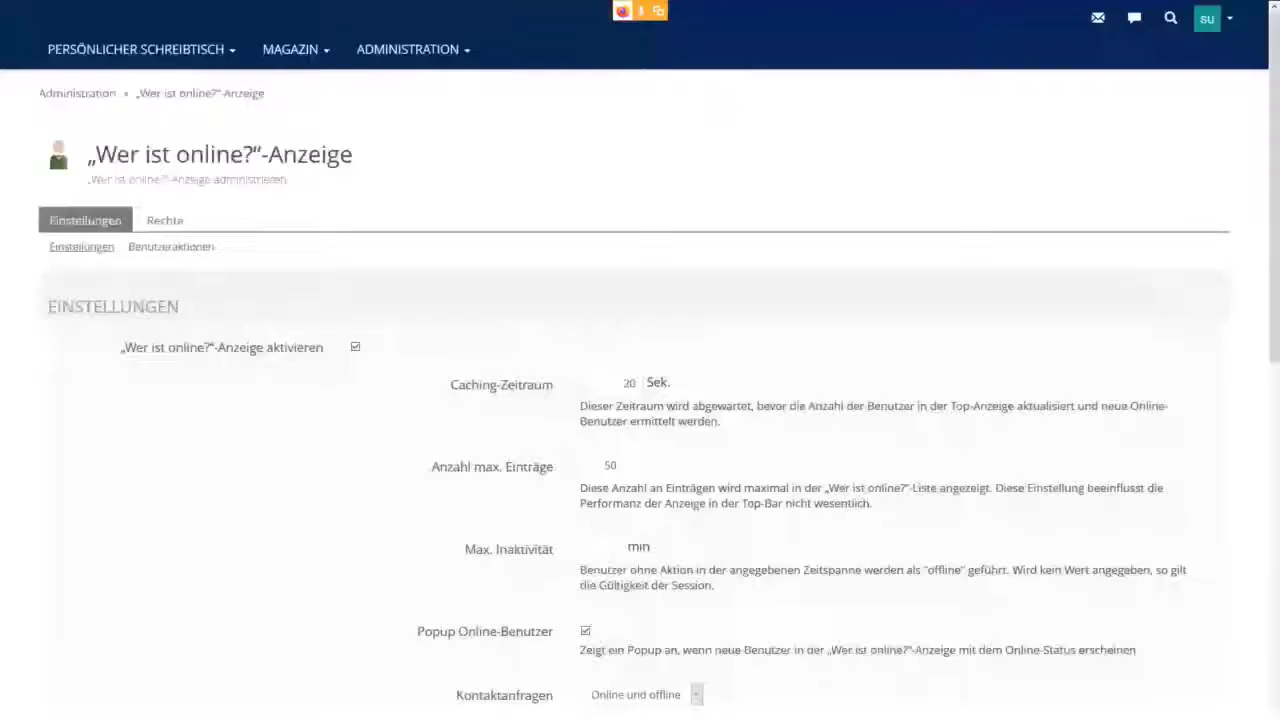 su
PERSÖNLICHER SCHREIBTISCH MAGAZIN ADMINISTRATION
Administration » „Wer ist online?“-Anzeige
„Wer ist online?“-Anzeige
„Wer ist online?“-Anzeige administrieren
Einstellungen Rechte
Einstellungen Benutzeraktionen
EINSTELLUNGEN
„Wer ist online?“-Anzeige aktivieren
Caching-Zeitraum 20 Sek.
Dieser Zeitraum wird abgewartet, bevor die Anzahl der Benutzer in der Top-Anzeige aktualisiert und neue Online-
Benutzer ermittelt werden.
Anzahl max. Einträge 50
Diese Anzahl an Einträgen wird maximal in der „Wer ist online?“-Liste angezeigt. Diese Einstellung beeinflusst die
Performanz der Anzeige in der Top-Bar nicht wesentlich.
Max. Inaktivität min
Benutzer ohne Aktion in der angegebenen Zeitspanne werden als "offline" geführt. Wird kein Wert angegeben, so gilt
die Gültigkeit der Session.
Popup Online-Benutzer
Zeigt ein Popup an, wenn neue Benutzer in der „Wer ist online?“-Anzeige mit dem Online-Status erscheinen
Kontaktanfragen Online und offline